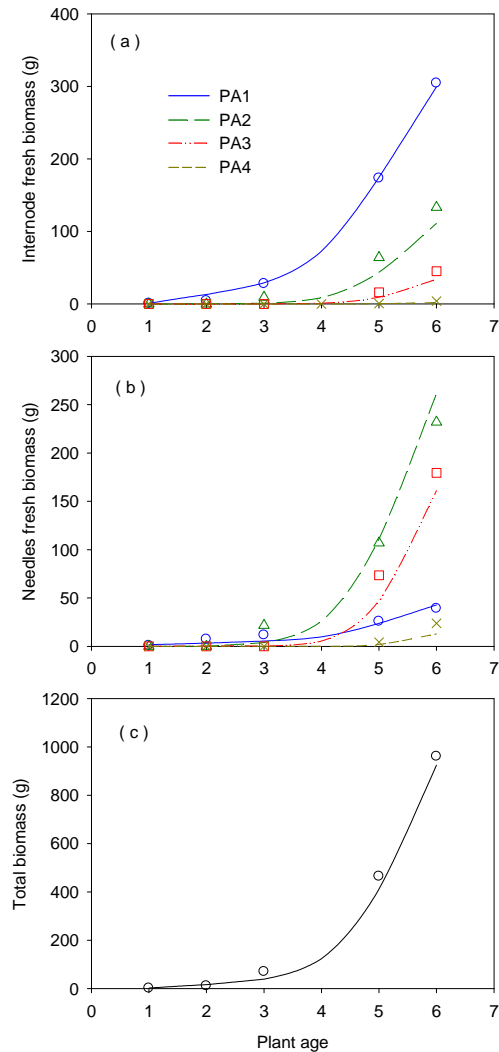 ( a )
Internode fresh biomass (g)
400
300
200
100
0
PA1
PA2
PA3
PA4
0 1 2 3 4 5 6 7
( b )
Needles fresh biomass (g)
300
250
200
150
100
50
0
0 1 2 3 4 5 6 7
( c )
Total biomass (g)
1200
1000
800
600
400
200
0
0 1 2 3 4 5 6 7
Plant age